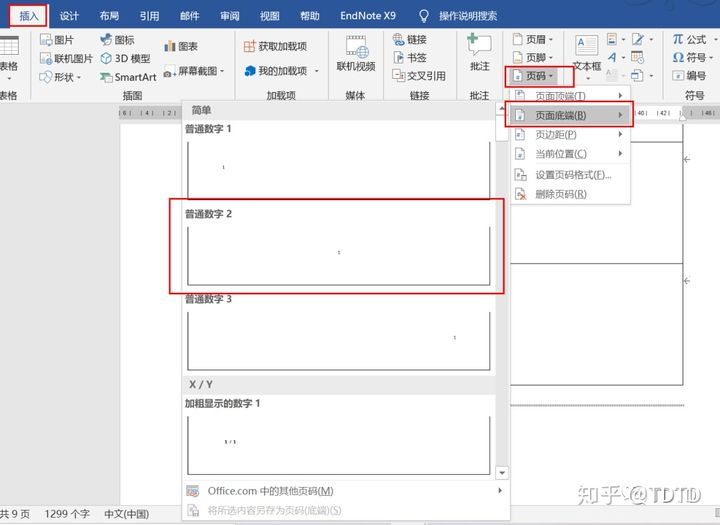 插入 设计 布局 引用 邮件 审阅 视图 帮助 EndNote X9 操作说明搜索
图片 图标 图表 获取加载项 链接 页眉 公式
联机图片 3D 模型 联机视频 书签 批注 页脚 文本框 符号
表格 形状 SmartArt 屏幕截图 我的加载项 交叉引用 页码 编号
表格 插图 加载项 媒体 链接 批注 符号
页面顶端(T)
页面底端(B)
页边距(P)
当前位置(C)
设置页码格式(F)...
删除页码(R)
6 4 2 40 42 46
简单
普通数字 1
1
普通数字 2
1
普通数字 3
1
X / Y
加粗显示的数字 1
1 / 1
Office.com 中的其他页码(M)
将所选内容另存为页码(底端)(S)
共 9 页 1299 个字 中文(中国)
知乎 @TDTD